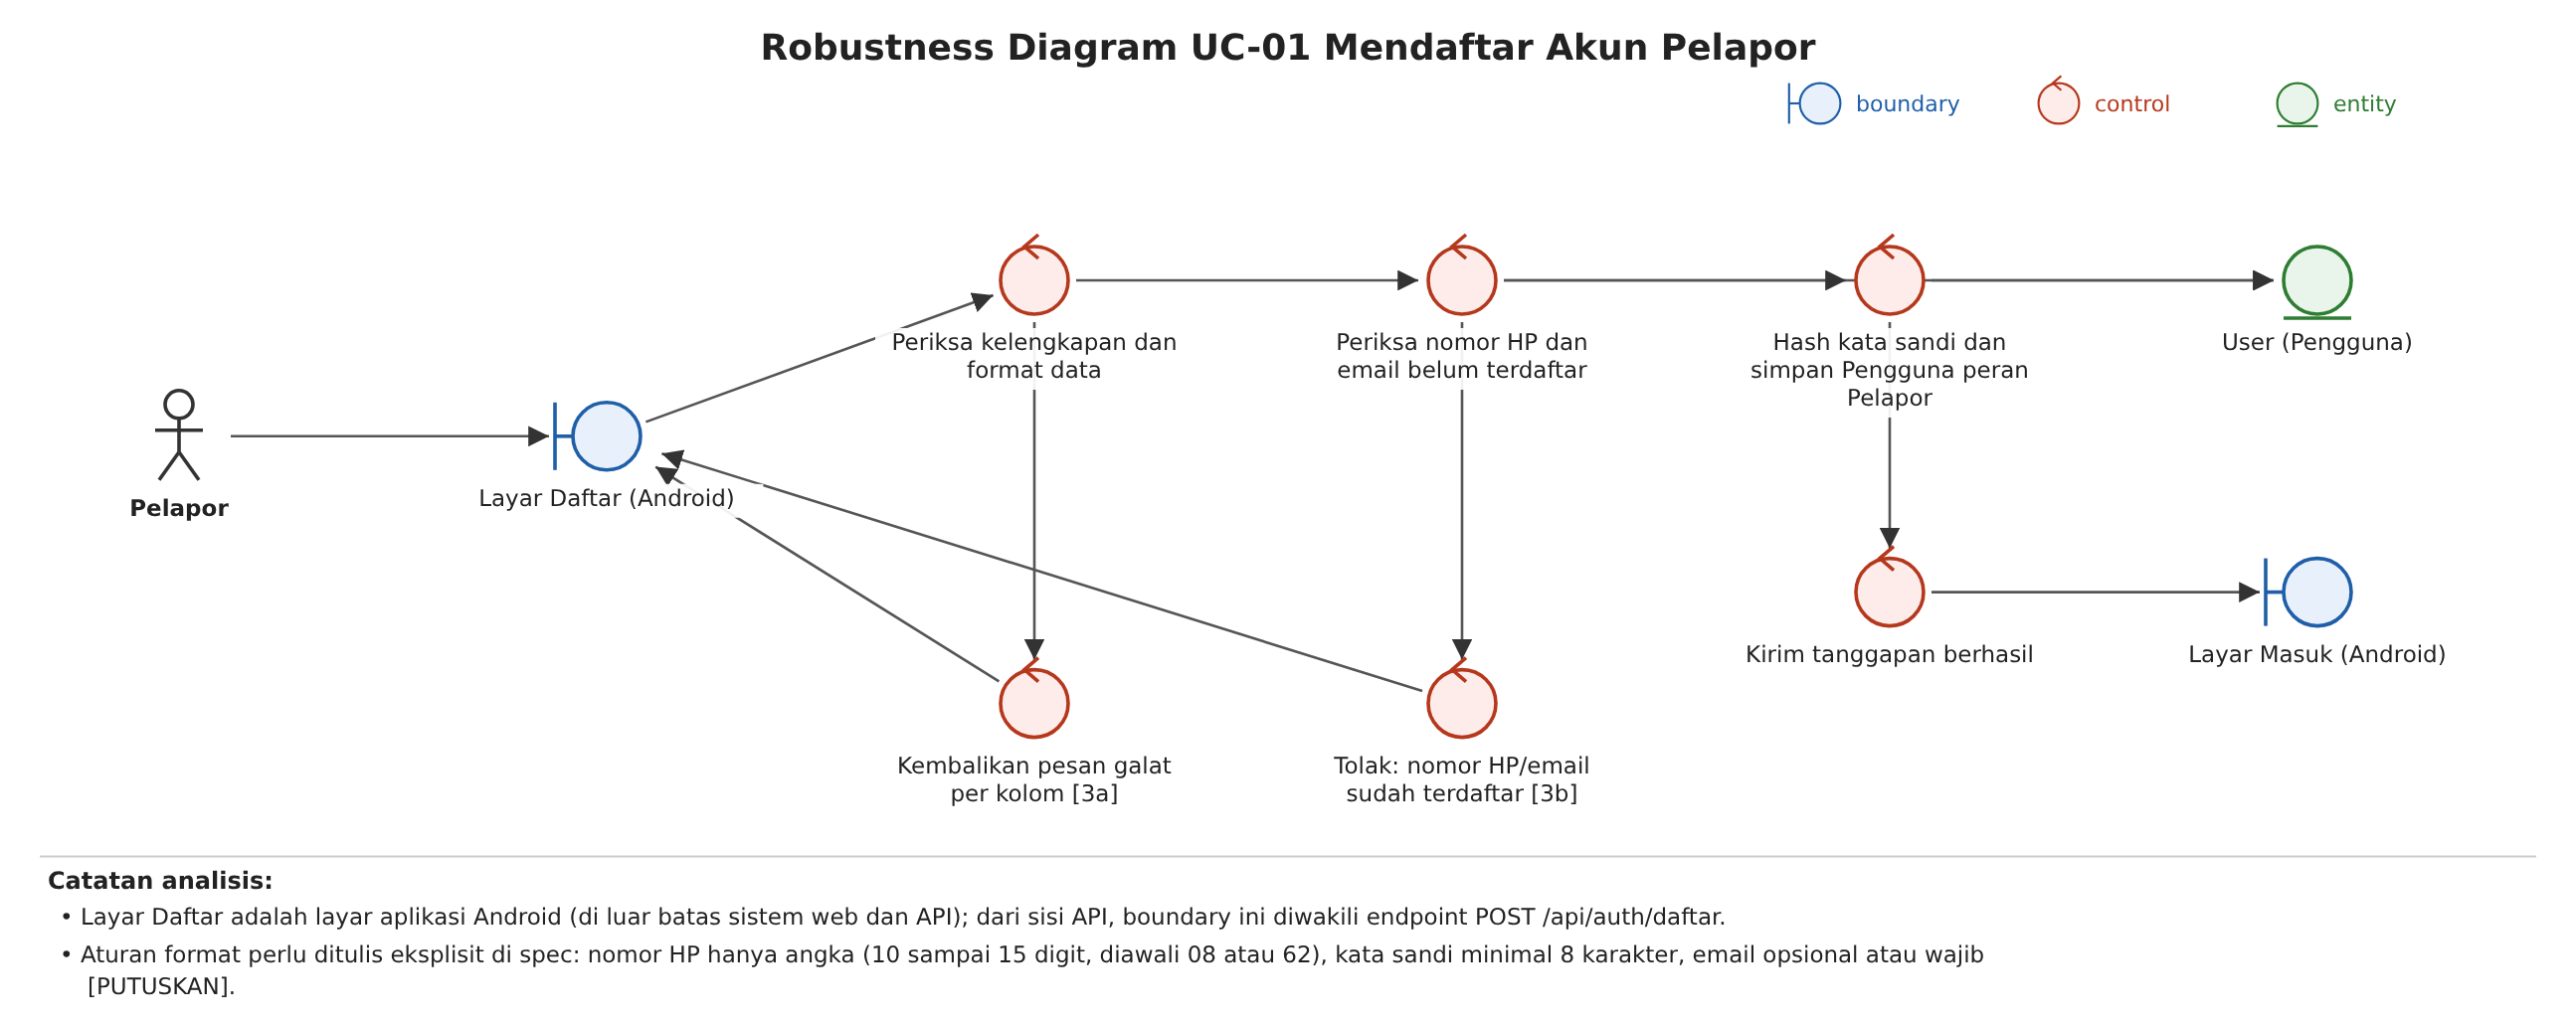 Robustness Diagram UC-01 Mendaftar Akun Pelapor
boundary
control
entity
Periksa kelengkapan dan
format data
Periksa nomor HP dan
email belum terdaftar
Hash kata sandi dan
simpan Pengguna peran
Pelapor
User (Pengguna)
Pelapor
Layar Daftar (Android)
Kirim tanggapan berhasil
Layar Masuk (Android)
Kembalikan pesan galat
per kolom [3a]
Tolak: nomor HP/email
sudah terdaftar [3b]
Catatan analisis:
• Layar Daftar adalah layar aplikasi Android (di luar batas sistem web dan API); dari sisi API, boundary ini diwakili endpoint POST /api/auth/daftar.
• Aturan format perlu ditulis eksplisit di spec: nomor HP hanya angka (10 sampai 15 digit, diawali 08 atau 62), kata sandi minimal 8 karakter, email opsional atau wajib
[PUTUSKAN].